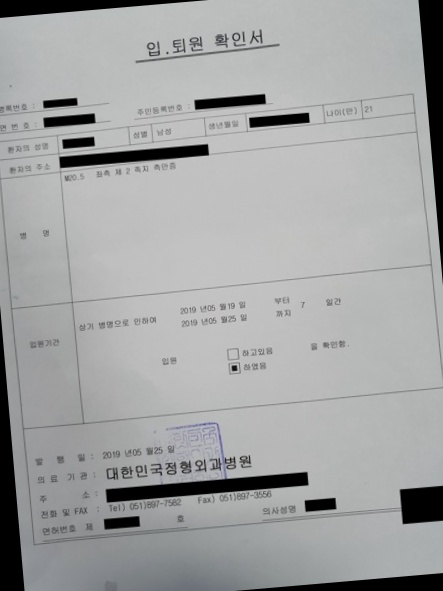 입.퇴원 확인서
등록번호 :
주민등록번호 :
연 번 호 :
환자의 성명 성별 남성 생년월일 나이(만) 21
환자의 주소
병 명
M20.5 좌측 제 2 족지
입원기간
상기 병명으로 인하여
2019 년05 월19 일 부터
2019 년05 월25 일 까지
7 일간
입원
□ 하고있음
■ 하였음
을 확인함.
발 행 일 : 2019 년05 월25 일
의 료 기 관 : 대한민국정형외과병원
주 소 :
전화 및 FAX : Tel) 051)897-7582 Fax) 051)897-3556
면허번호 제 호 의사성명